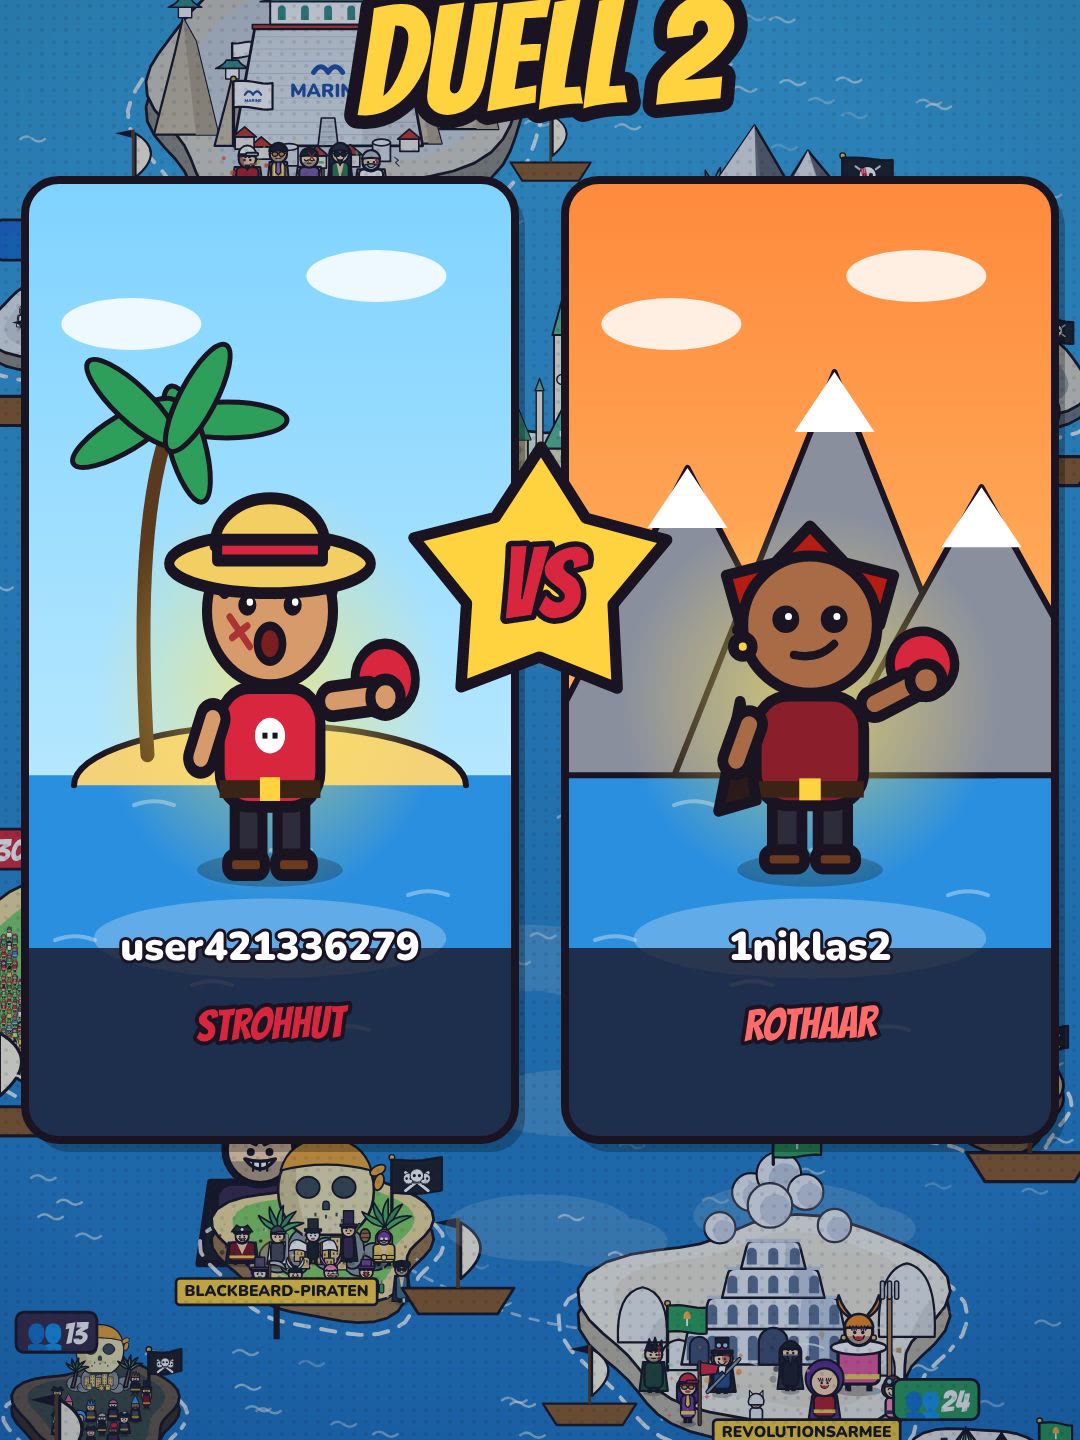 DUELL 2
MARINE
VS
user421336279
1niklas2
STROHHUT
ROTHAAR
BLACKBEARD-PIRATEN
13
24
REVOLUTIONSARMEE